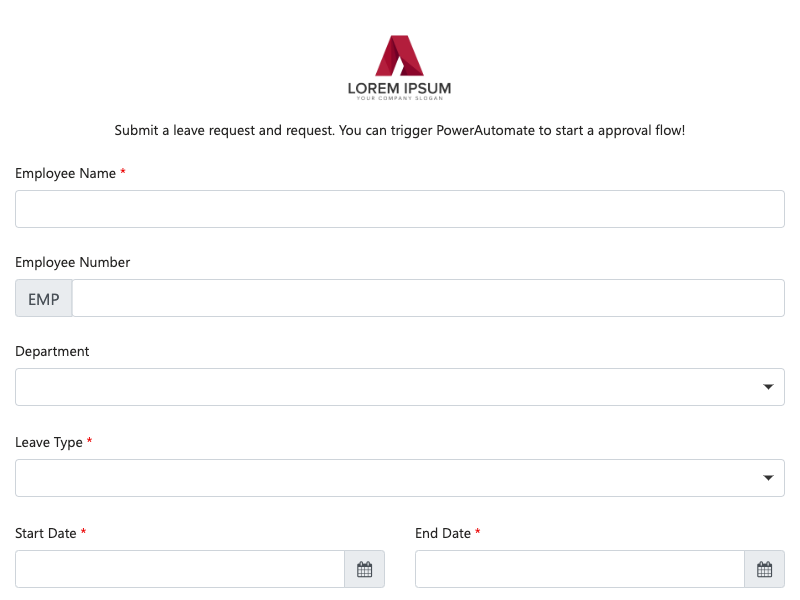 LOREM IPSUM
YOUR COMPANY SLOGAN
Submit a leave request and request. You can trigger PowerAutomate to start a approval flow!
Employee Name *
Employee Number
EMP
Department
Leave Type *
Start Date *
End Date *